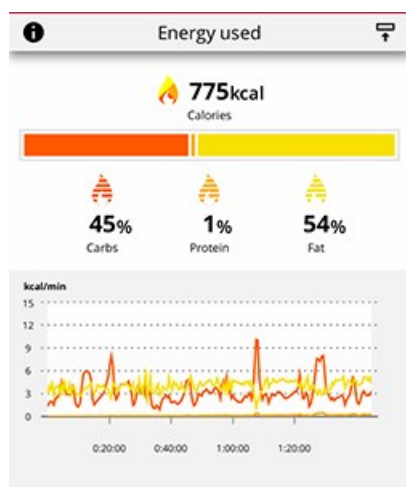 Energy used
775kcal
Calories
45% 1% 54%
Carbs Protein Fat
kcal/min
15
12
9
6
3
0
0:20:00 0:40:00 1:00:00 1:20:00